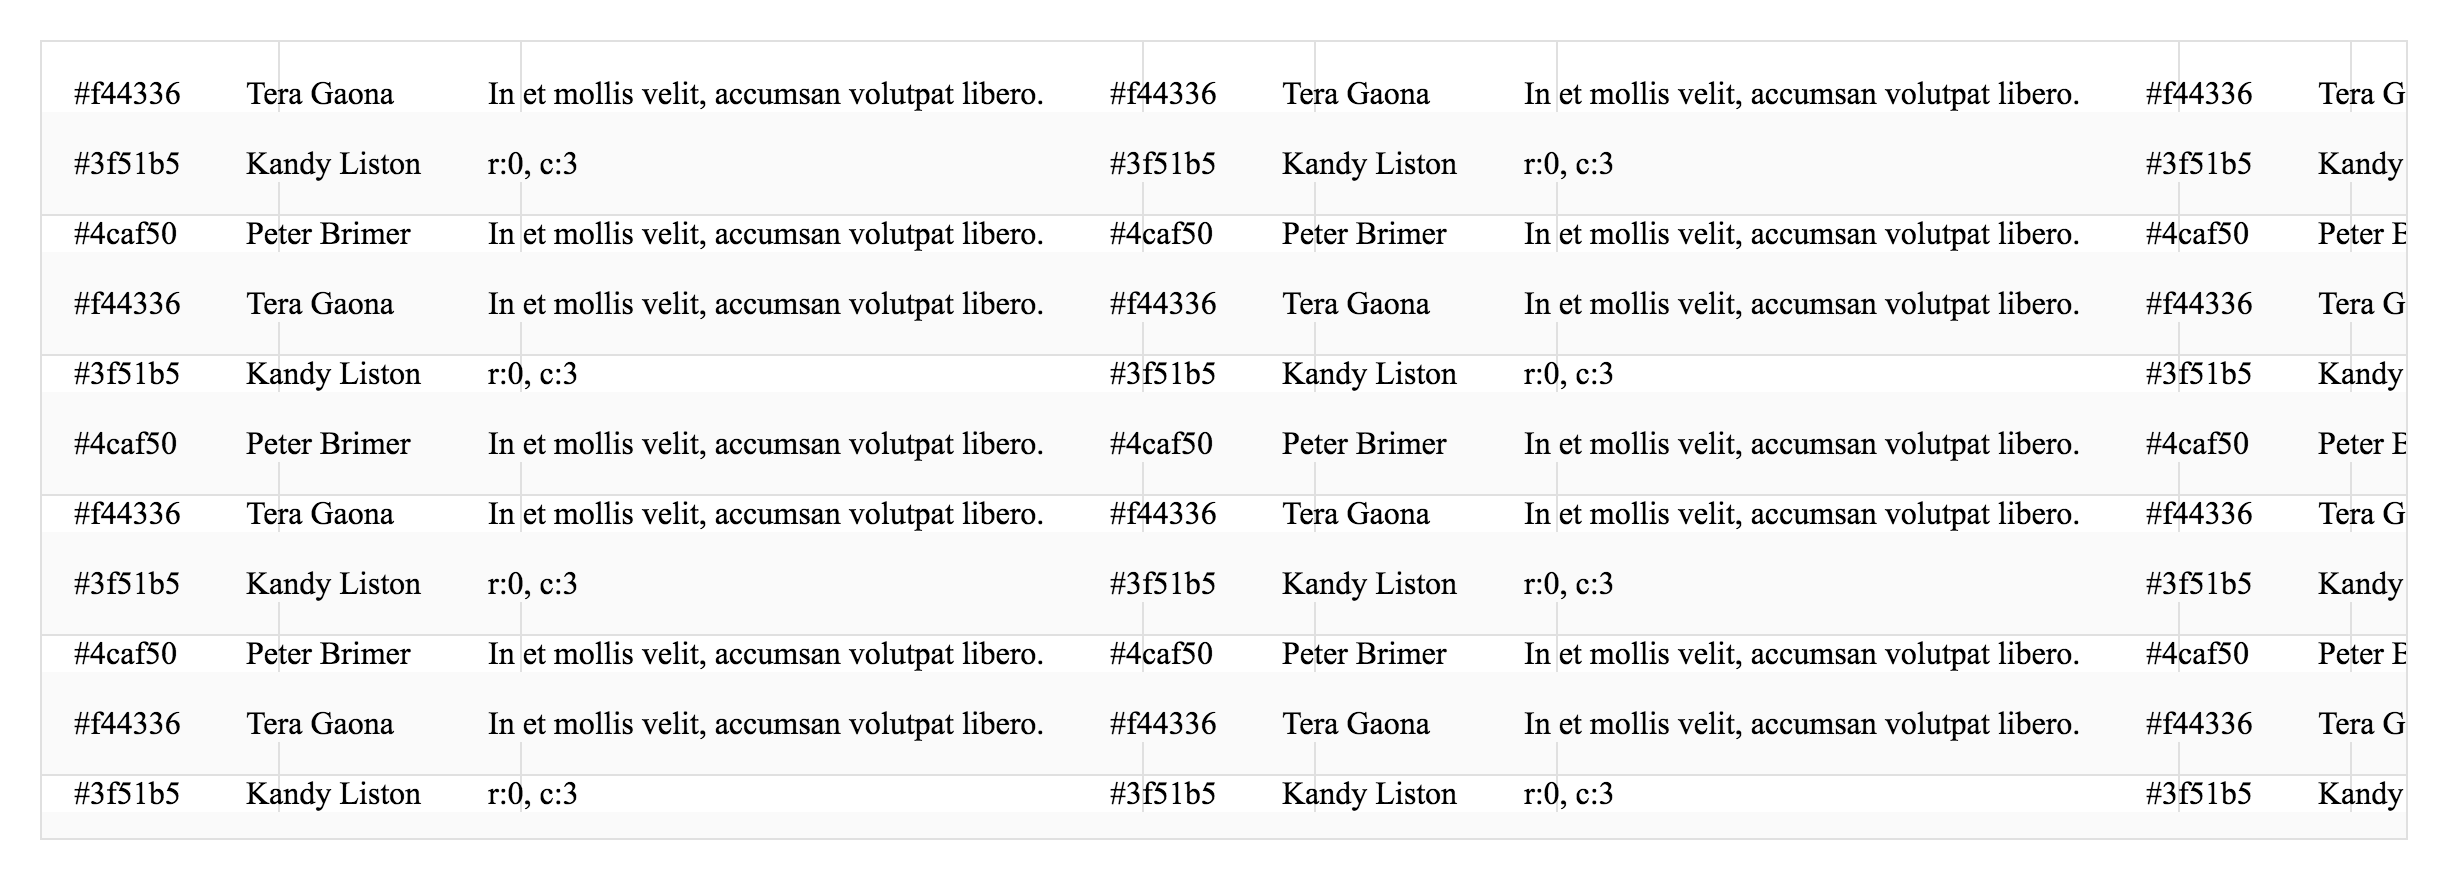 #f44336 Tera Gaona In et mollis velit, accumsan volutpat libero. #f44336 Tera Gaona In et mollis velit, accumsan volutpat libero. #f44336 Tera G
#3f51b5 Kandy Liston r:0, c:3 #3f51b5 Kandy Liston r:0, c:3 #3f51b5 Kandy
#4caf50 Peter Brimer In et mollis velit, accumsan volutpat libero. #4caf50 Peter Brimer In et mollis velit, accumsan volutpat libero. #4caf50 Peter B
#f44336 Tera Gaona In et mollis velit, accumsan volutpat libero. #f44336 Tera Gaona In et mollis velit, accumsan volutpat libero. #f44336 Tera G
#3f51b5 Kandy Liston r:0, c:3 #3f51b5 Kandy Liston r:0, c:3 #3f51b5 Kandy
#4caf50 Peter Brimer In et mollis velit, accumsan volutpat libero. #4caf50 Peter Brimer In et mollis velit, accumsan volutpat libero. #4caf50 Peter B
#f44336 Tera Gaona In et mollis velit, accumsan volutpat libero. #f44336 Tera Gaona In et mollis velit, accumsan volutpat libero. #f44336 Tera G
#3f51b5 Kandy Liston r:0, c:3 #3f51b5 Kandy Liston r:0, c:3 #3f51b5 Kandy
#4caf50 Peter Brimer In et mollis velit, accumsan volutpat libero. #4caf50 Peter Brimer In et mollis velit, accumsan volutpat libero. #4caf50 Peter B
#f44336 Tera Gaona In et mollis velit, accumsan volutpat libero. #f44336 Tera Gaona In et mollis velit, accumsan volutpat libero. #f44336 Tera G
#3f51b5 Kandy Liston r:0, c:3 #3f51b5 Kandy Liston r:0, c:3 #3f51b5 Kandy